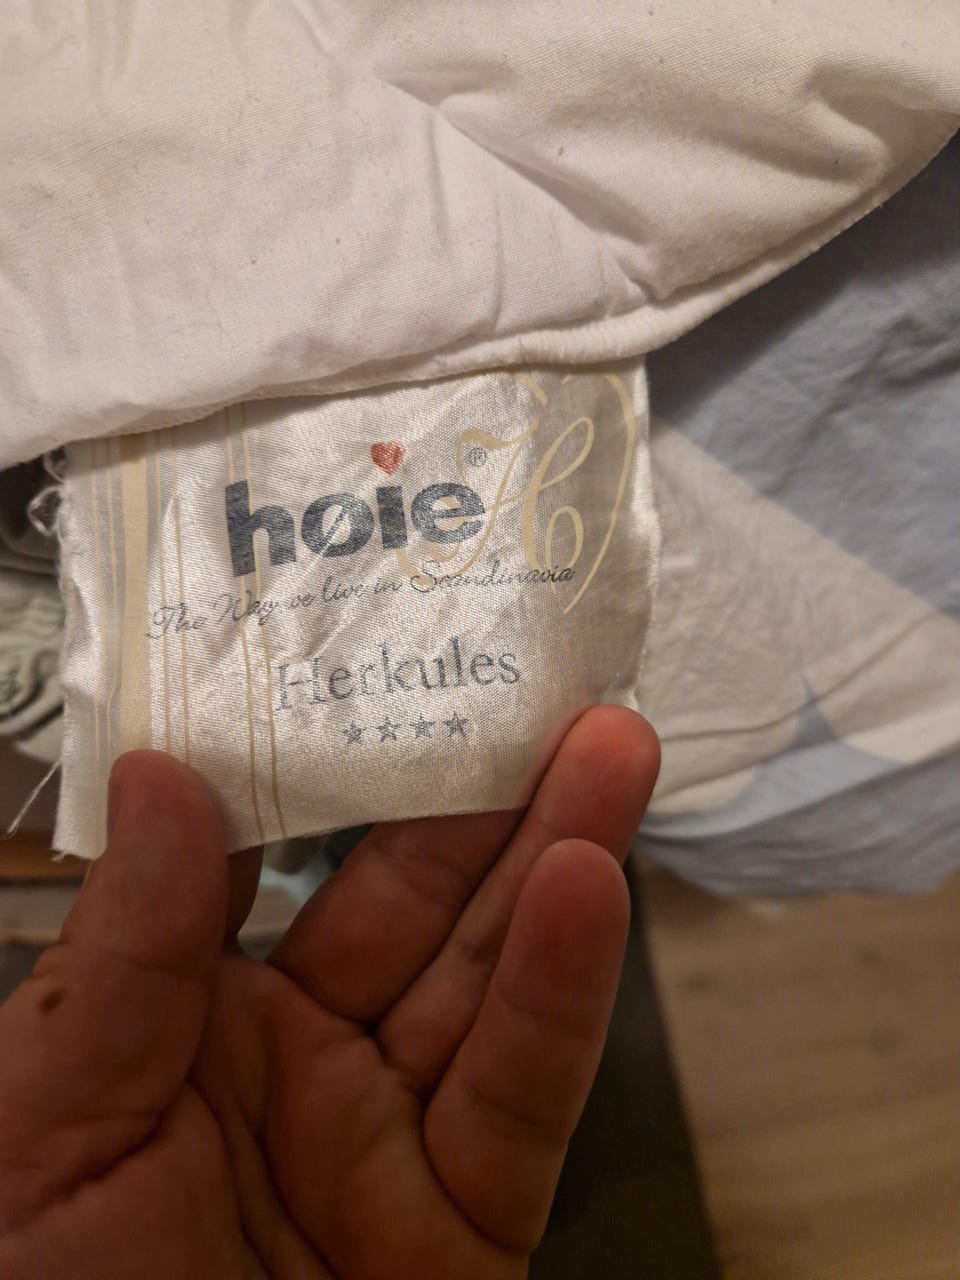 høie®
The Way we live in Scandinavia
Herkules